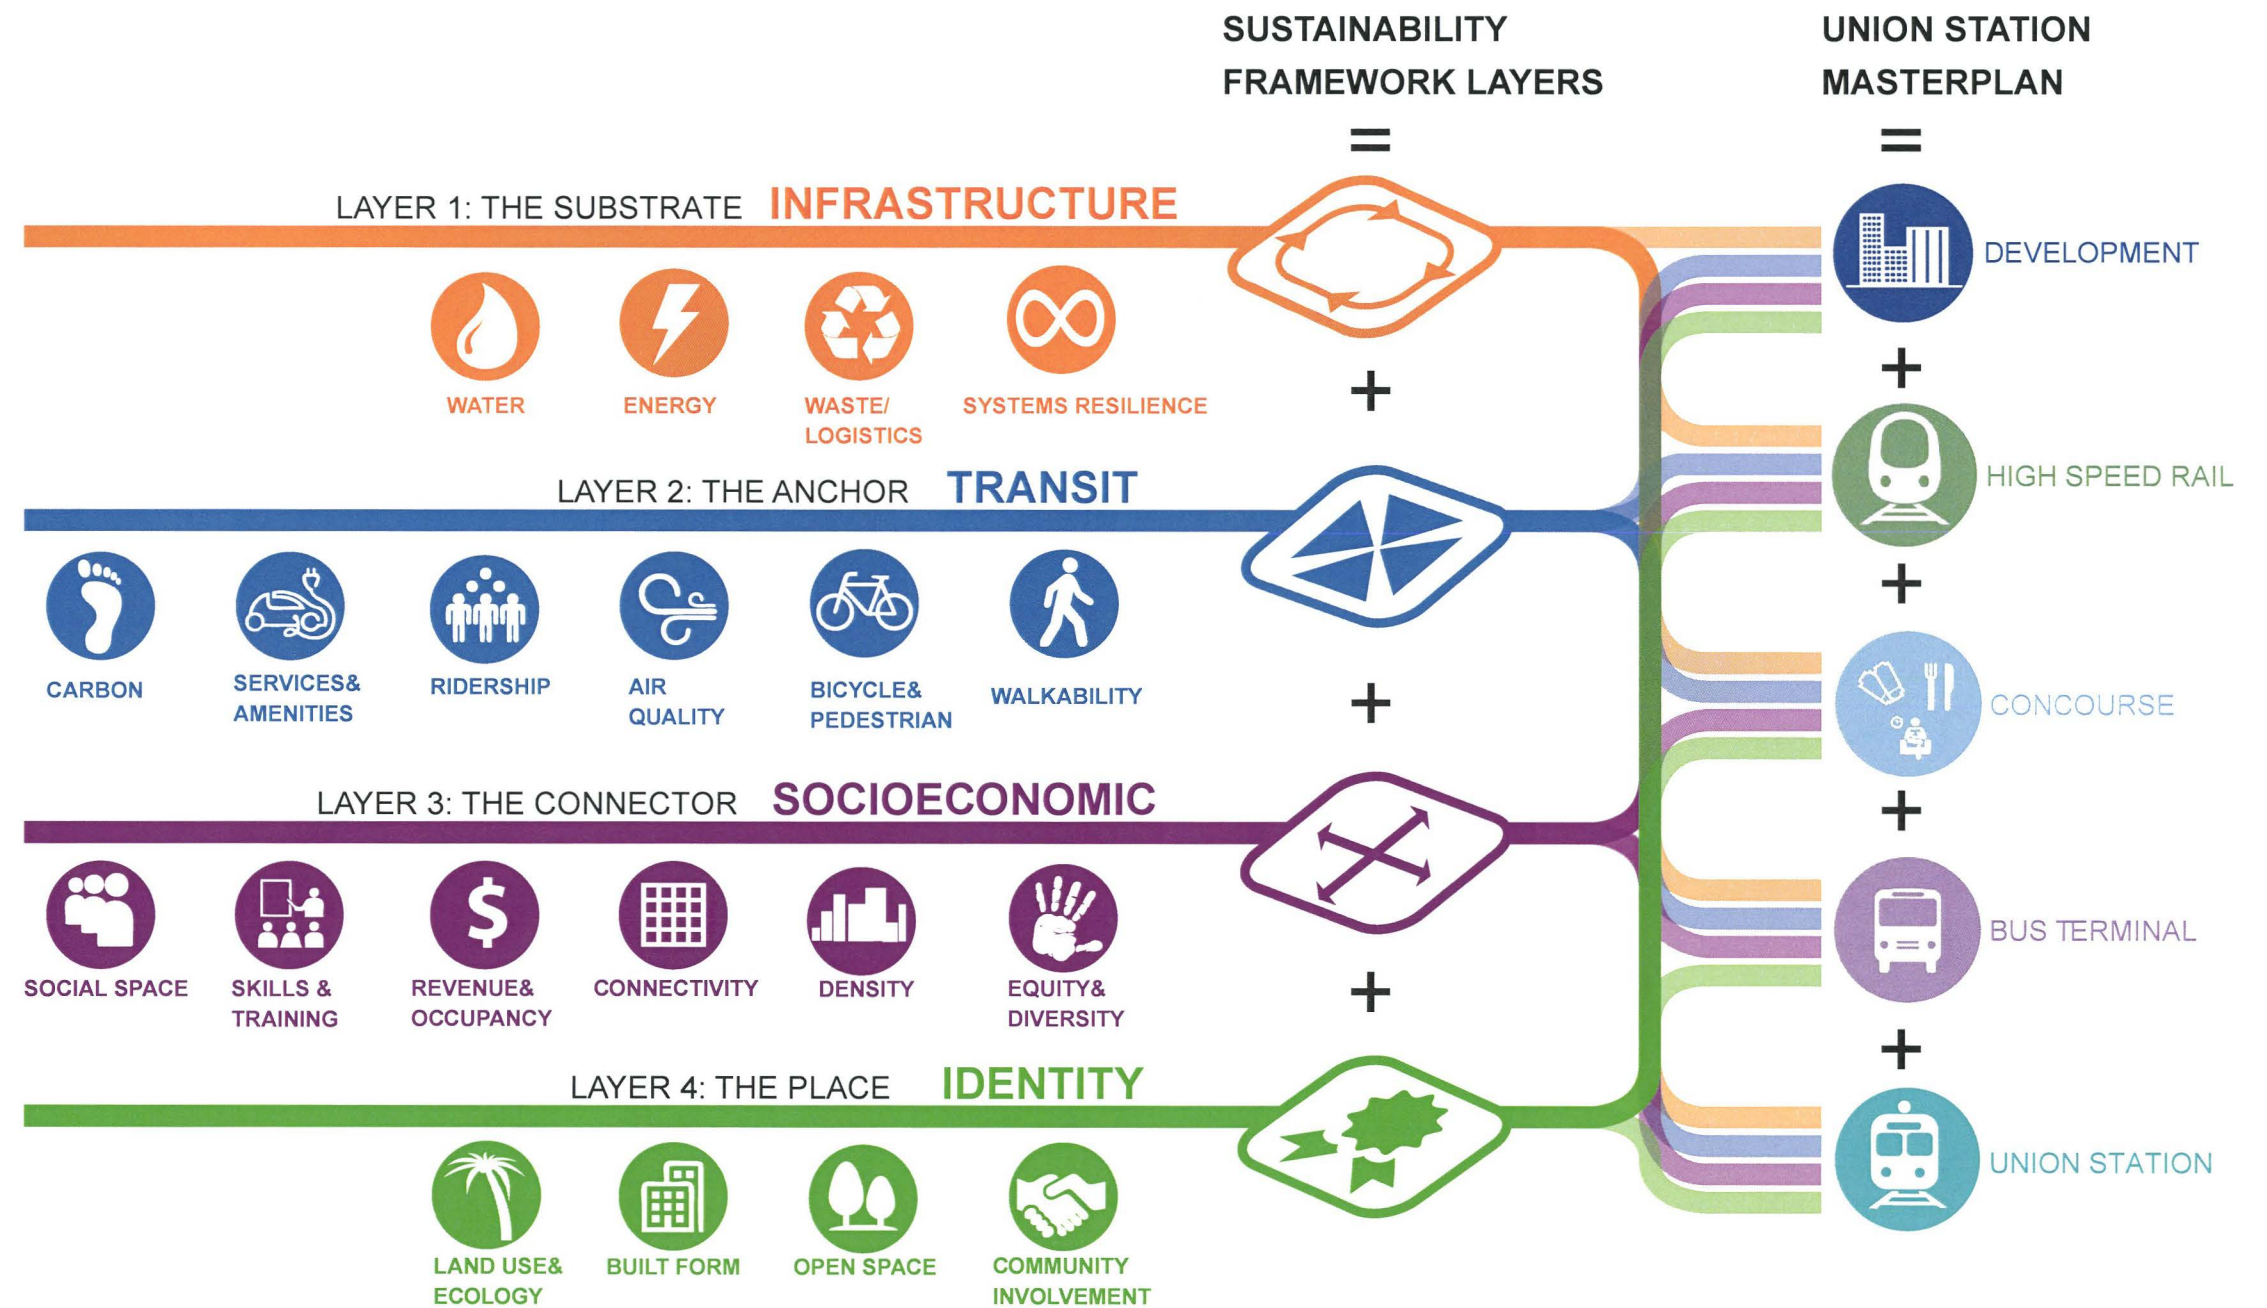 SUSTAINABILITY
FRAMEWORK LAYERS
=
UNION STATION
MASTERPLAN
=
LAYER 1: THE SUBSTRATE INFRASTRUCTURE
WATER
ENERGY
WASTE/
LOGISTICS
SYSTEMS RESILIENCE
+
LAYER 2: THE ANCHOR TRANSIT
CARBON
SERVICES&
AMENITIES
RIDERSHIP
AIR
QUALITY
BICYCLE&
PEDESTRIAN
WALKABILITY
+
LAYER 3: THE CONNECTOR SOCIOECONOMIC
SOCIAL SPACE
SKILLS &
TRAINING
$
REVENUE&
OCCUPANCY
CONNECTIVITY
DENSITY
EQUITY&
DIVERSITY
+
LAYER 4: THE PLACE IDENTITY
LAND USE&
ECOLOGY
BUILT FORM
OPEN SPACE
COMMUNITY
INVOLVEMENT
DEVELOPMENT
+
HIGH SPEED RAIL
+
CONCOURSE
+
BUS TERMINAL
+
UNION STATION